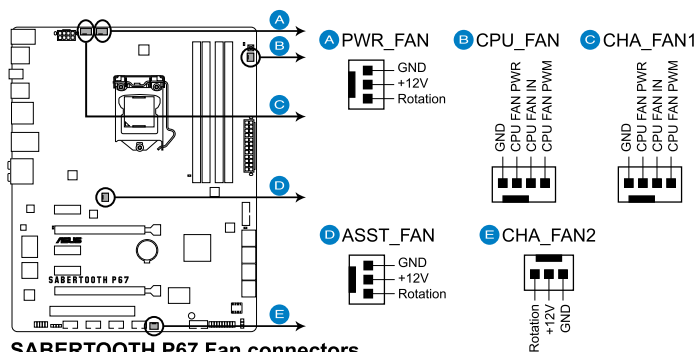 A
B
C
D
E
/ISUS
SABERTOOTH P67
A PWR_FAN
GND
+12V
Rotation
B CPU_FAN
GND
CPU FAN PWR
CPU FAN IN
CPU FAN PWM
C CHA_FAN1
GND
CPU FAN PWR
CPU FAN IN
CPU FAN PWM
D ASST_FAN
GND
+12V
Rotation
E CHA_FAN2
Rotation
+12V
GND
SABERTOOTH P67 Fan connectors